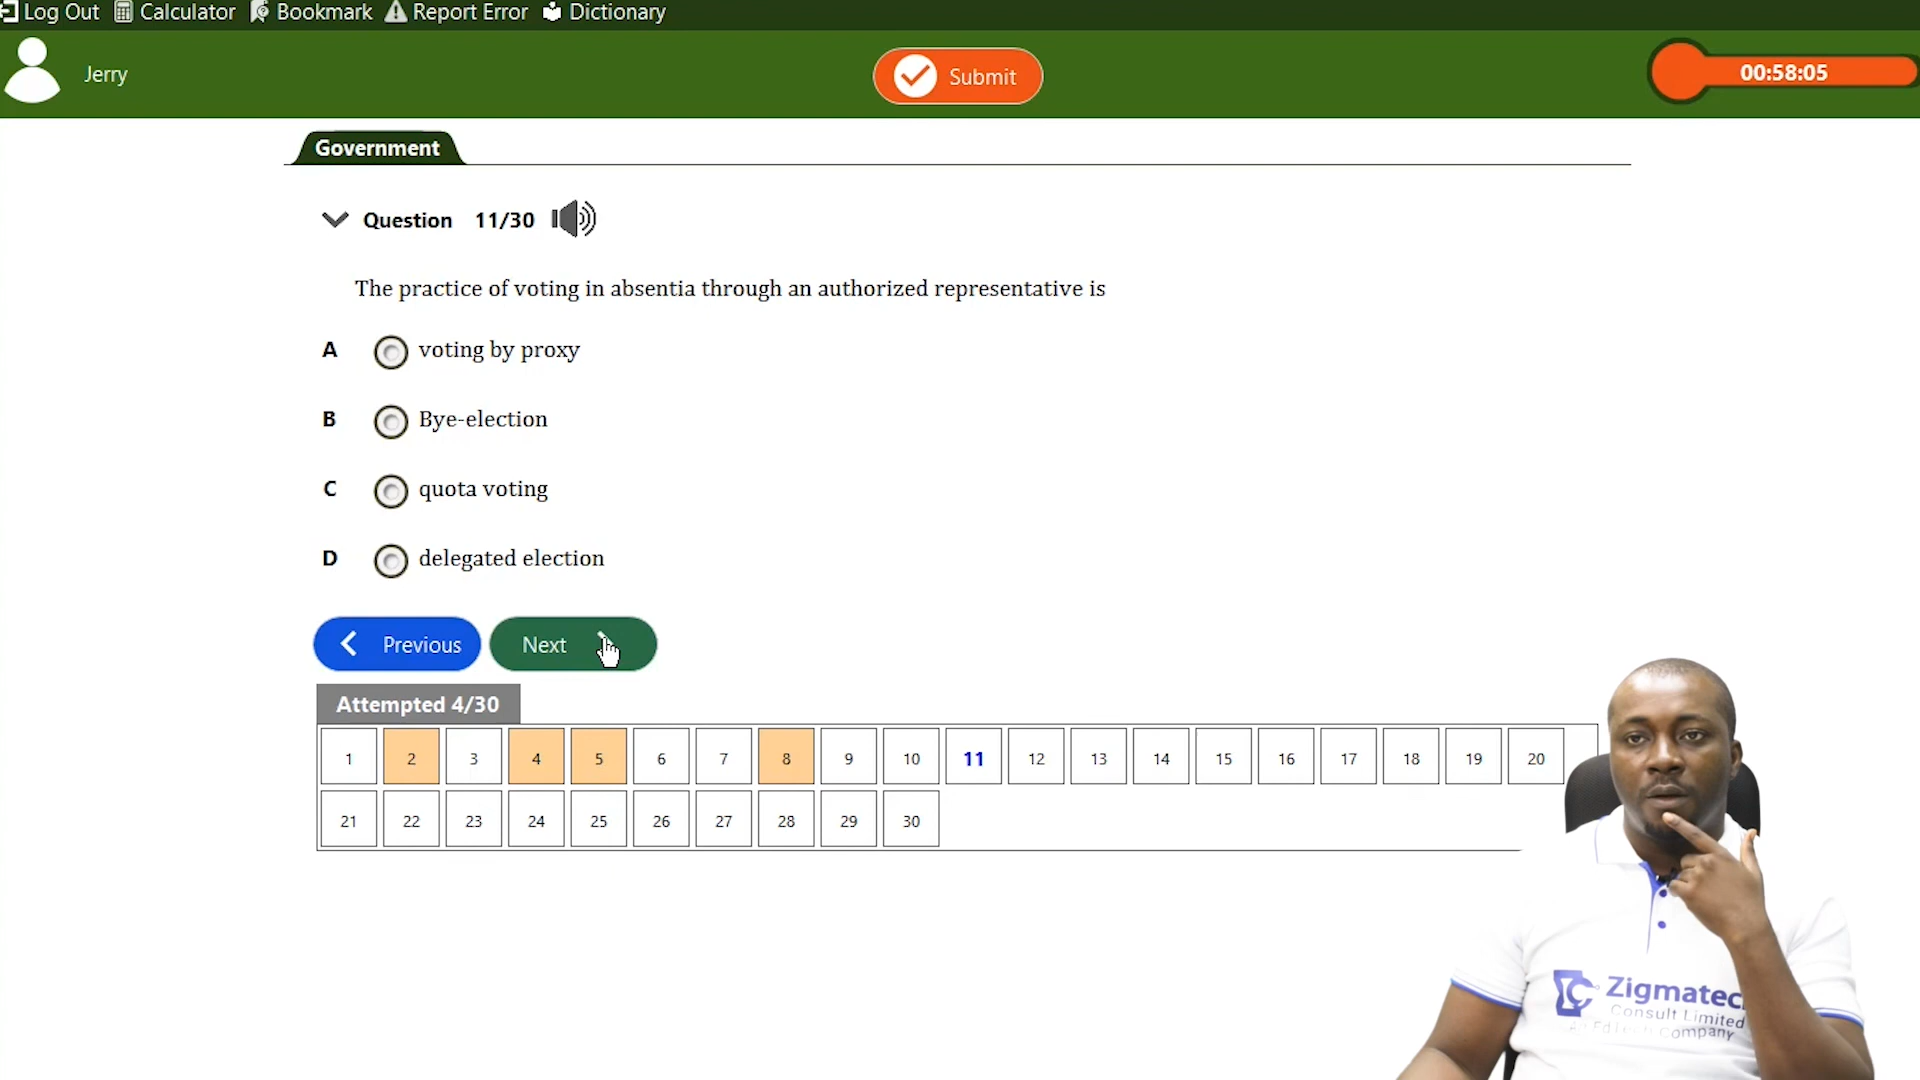 Log Out Calculator Bookmark Report Error Dictionary
Jerry
Submit
00:58:05
Government
Question 11/30
The practice of voting in absentia through an authorized representative is
A voting by proxy
B Bye-election
C quota voting
D delegated election
Previous Next
Attempted 4/30
1 2 3 4 5 6 7 8 9 10 11 12 13 14 15 16 17 18 19 20
21 22 23 24 25 26 27 28 29 30
Zigmatec
Consult Limited
An EdTech Company